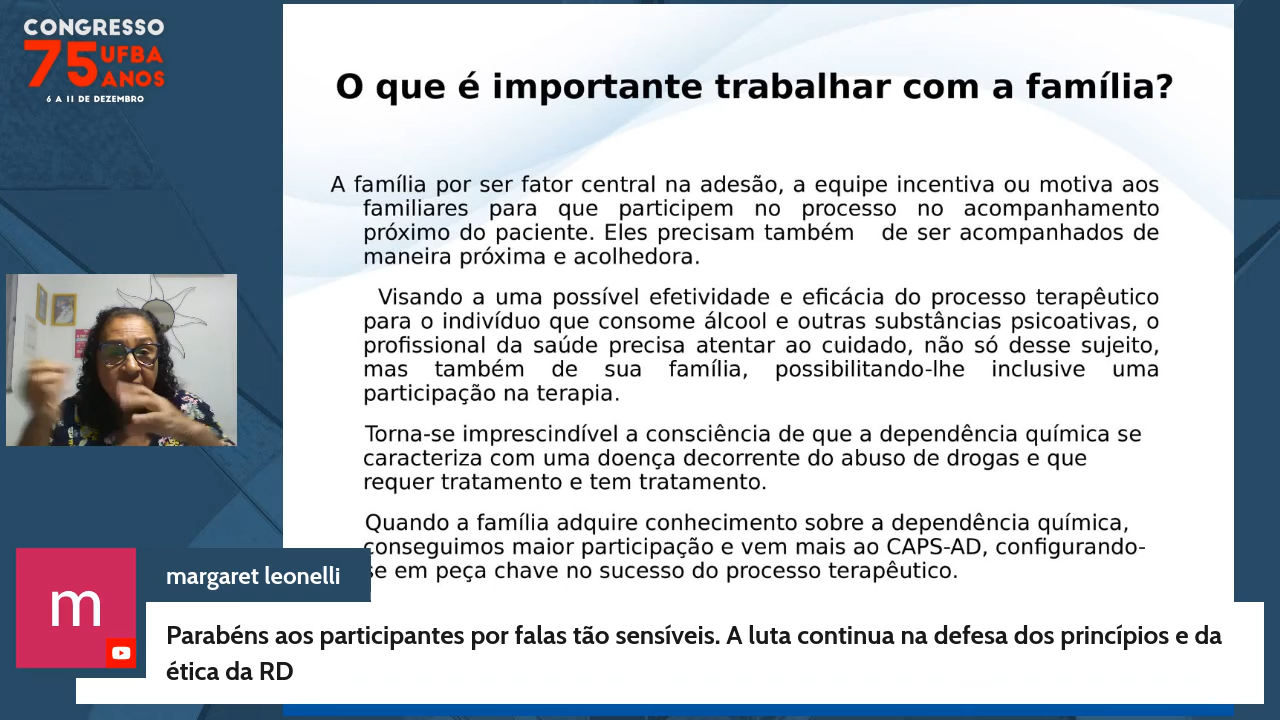 CONGRESSO
75 UFBA
ANOS
6 A 11 DE DEZEMBRO
O que é importante trabalhar com a família?
A família por ser fator central na adesão, a equipe incentiva ou motiva aos
familiares para que participem no processo no acompanhamento
próximo do paciente. Eles precisam também de ser acompanhados de
maneira próxima e acolhedora.
Visando a uma possível efetividade e eficácia do processo terapêutico
para o indivíduo que consome álcool e outras substâncias psicoativas, o
profissional da saúde precisa atentar ao cuidado, não só desse sujeito,
mas também de sua família, possibilitando-lhe inclusive uma
participação na terapia.
Torna-se imprescindível a consciência de que a dependência química se
caracteriza com uma doença decorrente do abuso de drogas e que
requer tratamento e tem tratamento.
Quando a família adquire conhecimento sobre a dependência química,
conseguimos maior participação e vem mais ao CAPS-AD, configurando-
se em peça chave no sucesso do processo terapêutico.
m
margaret leonelli
Parabéns aos participantes por falas tão sensíveis. A luta continua na defesa dos princípios e da
ética da RD